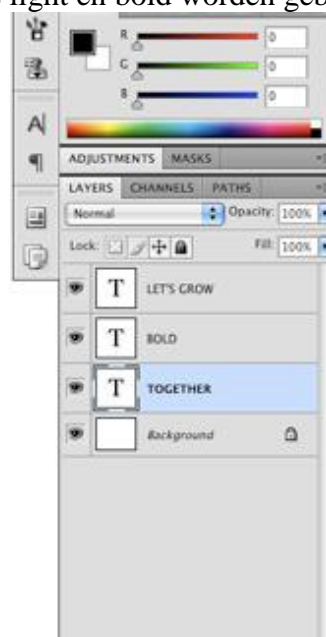 light en bold worden geb
R 0
G 0
B 0
A
ADJUSTMENTS MASKS
LAYERS CHANNELS PATHS
Normal Opacity: 100%
Lock: Fill: 100%
T LET'S GROW
T BOLD
T TOGETHER
Background